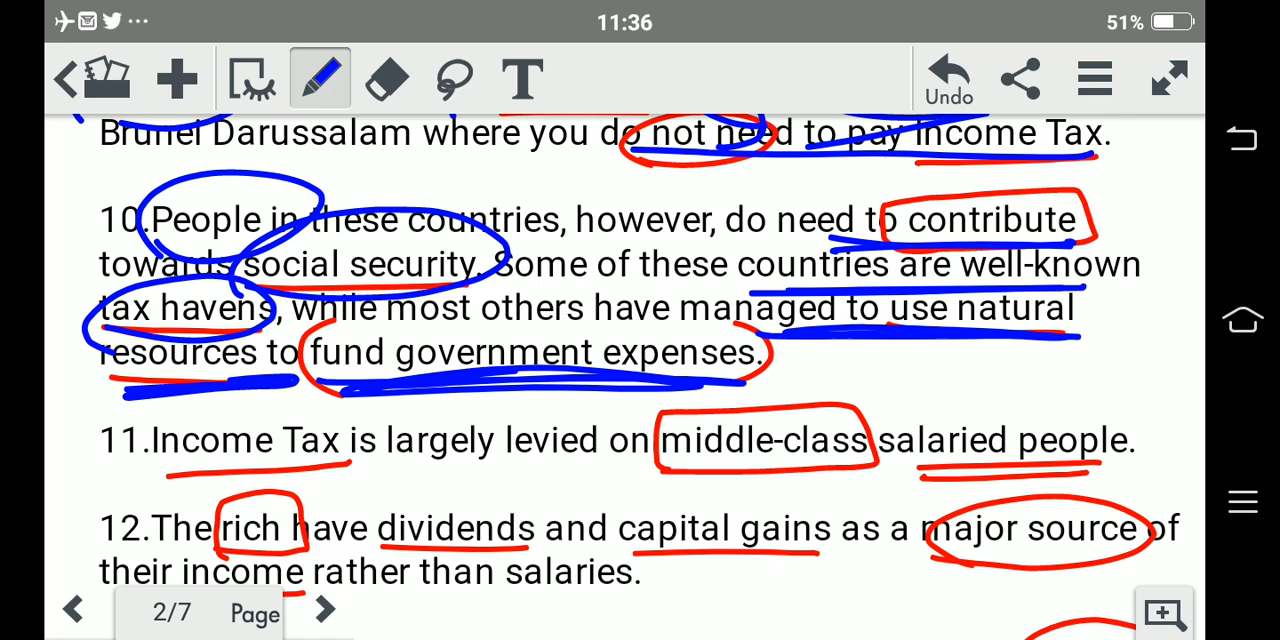 11:36
51%
T
Undo
Brunei Darussalam where you do not need to pay Income Tax.
10.People in these countries, however, do need to contribute
towards social security. Some of these countries are well-known
tax havens, while most others have managed to use natural
resources to fund government expenses.
11.Income Tax is largely levied on middle-class salaried people.
12.The rich have dividends and capital gains as a major source of
their income rather than salaries.
2/7 Page